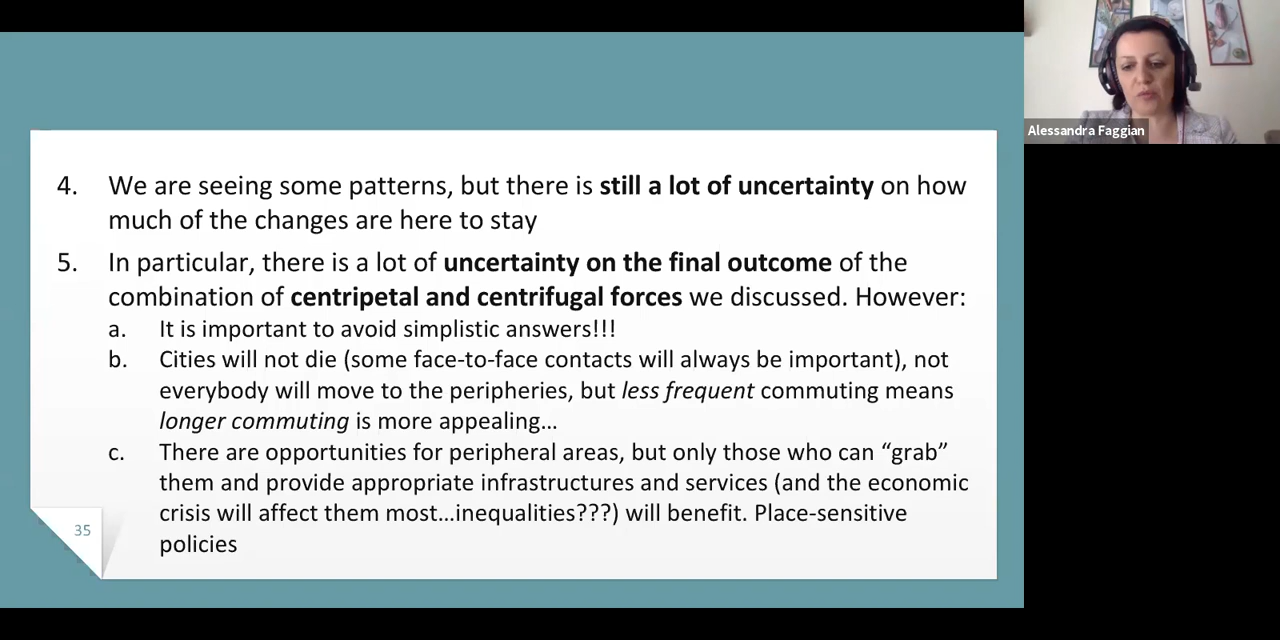 Alessandra Faggian
4. We are seeing some patterns, but there is still a lot of uncertainty on how
much of the changes are here to stay
5. In particular, there is a lot of uncertainty on the final outcome of the
combination of centripetal and centrifugal forces we discussed. However:
a. It is important to avoid simplistic answers!!!
b. Cities will not die (some face-to-face contacts will always be important), not
everybody will move to the peripheries, but less frequent commuting means
longer commuting is more appealing…
c. There are opportunities for peripheral areas, but only those who can “grab”
them and provide appropriate infrastructures and services (and the economic
crisis will affect them most…inequalities???) will benefit. Place-sensitive
policies
35